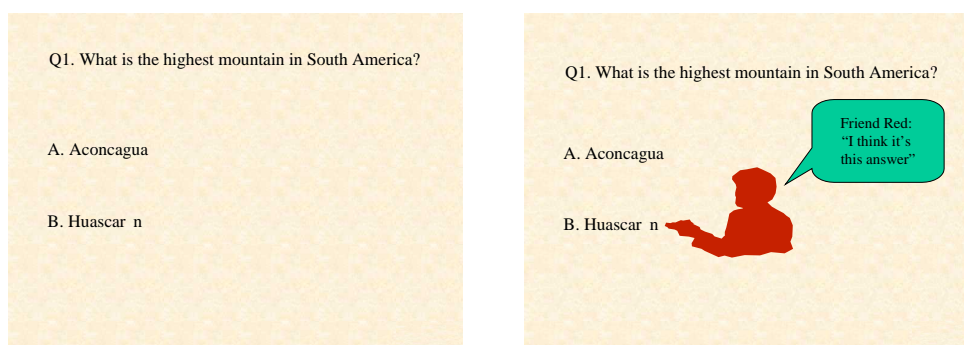 Q1. What is the highest mountain in South America?
A. Aconcagua
B. Huascar n
Q1. What is the highest mountain in South America?
Friend Red:
“I think it’s
this answer”
A. Aconcagua
B. Huascar n